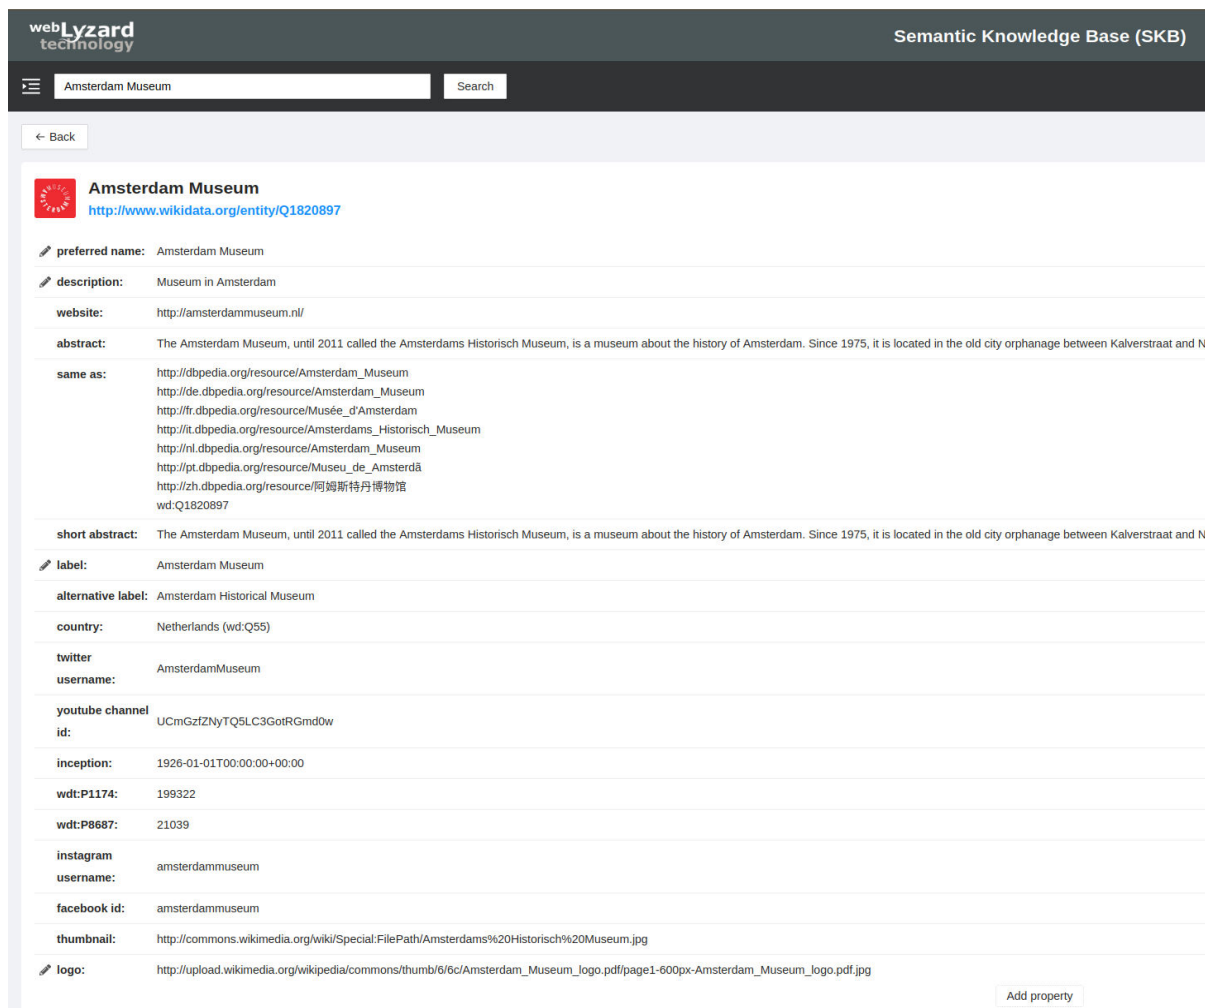 webLyzard
technology
Semantic Knowledge Base (SKB)
Amsterdam Museum
Search
← Back
Amsterdam Museum
http://www.wikidata.org/entity/Q1820897
preferred name: Amsterdam Museum
description: Museum in Amsterdam
website: http://amsterdammuseum.nl/
abstract: The Amsterdam Museum, until 2011 called the Amsterdams Historisch Museum, is a museum about the history of Amsterdam. Since 1975, it is located in the old city orphanage between Kalverstraat and N
same as: http://dbpedia.org/resource/Amsterdam_Museum
http://de.dbpedia.org/resource/Amsterdam_Museum
http://fr.dbpedia.org/resource/Musée_d'Amsterdam
http://it.dbpedia.org/resource/Amsterdams_Historisch_Museum
http://nl.dbpedia.org/resource/Amsterdam_Museum
http://pt.dbpedia.org/resource/Museu_de_Amsterdã
http://zh.dbpedia.org/resource/阿姆斯特丹博物馆
wd:Q1820897
short abstract: The Amsterdam Museum, until 2011 called the Amsterdams Historisch Museum, is a museum about the history of Amsterdam. Since 1975, it is located in the old city orphanage between Kalverstraat and N
label: Amsterdam Museum
alternative label: Amsterdam Historical Museum
country: Netherlands (wd:Q55)
twitter
username: AmsterdamMuseum
youtube channel
id: UCmGzfZNyTQ5LC3GotRGmd0w
inception: 1926-01-01T00:00:00+00:00
wdt:P1174: 199322
wdt:P8687: 21039
instagram
username: amsterdammuseum
facebook id: amsterdammuseum
thumbnail: http://commons.wikimedia.org/wiki/Special:FilePath/Amsterdams%20Historisch%20Museum.jpg
logo: http://upload.wikimedia.org/wikipedia/commons/thumb/6/6c/Amsterdam_Museum_logo.pdf/page1-600px-Amsterdam_Museum_logo.pdf.jpg
Add property